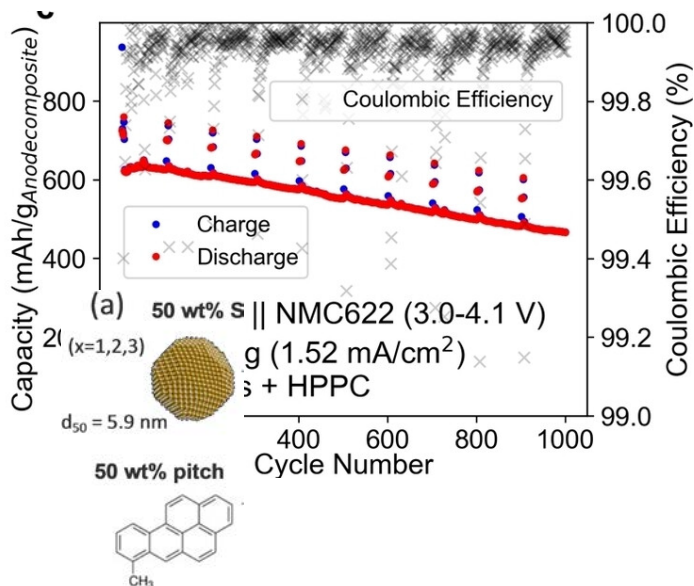 100.0
99.8
99.6
99.4
99.2
99.0
Coulombic Efficiency (%)
800
600
400
Capacity (mAh/gAnodecomposite)
Coulombic Efficiency
Charge
Discharge
(a) 50 wt% S
|| NMC622 (3.0-4.1 V)
(x=1,2,3)
g (1.52 mA/cm²)
s + HPPC
d50 = 5.9 nm
400
600
800
1000
Cycle Number
50 wt% pitch
CH3